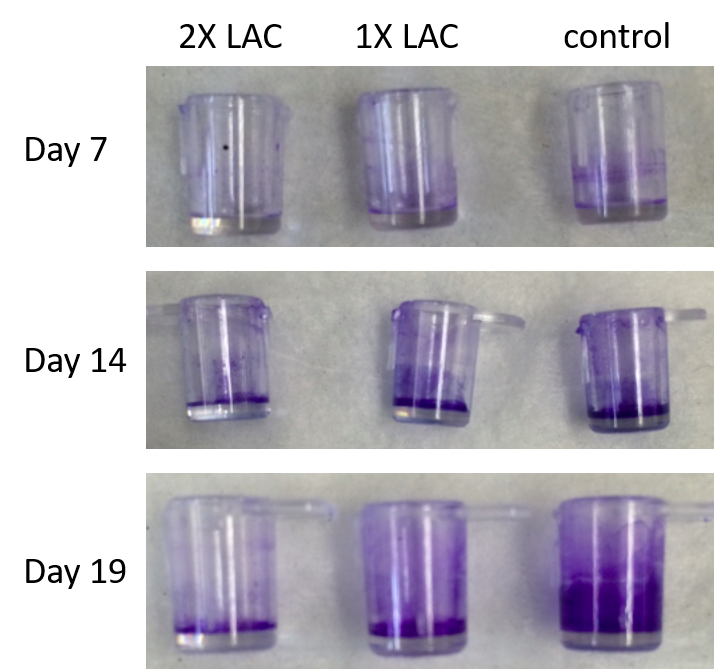 2X LAC 1X LAC control
Day 7
Day 14
Day 19